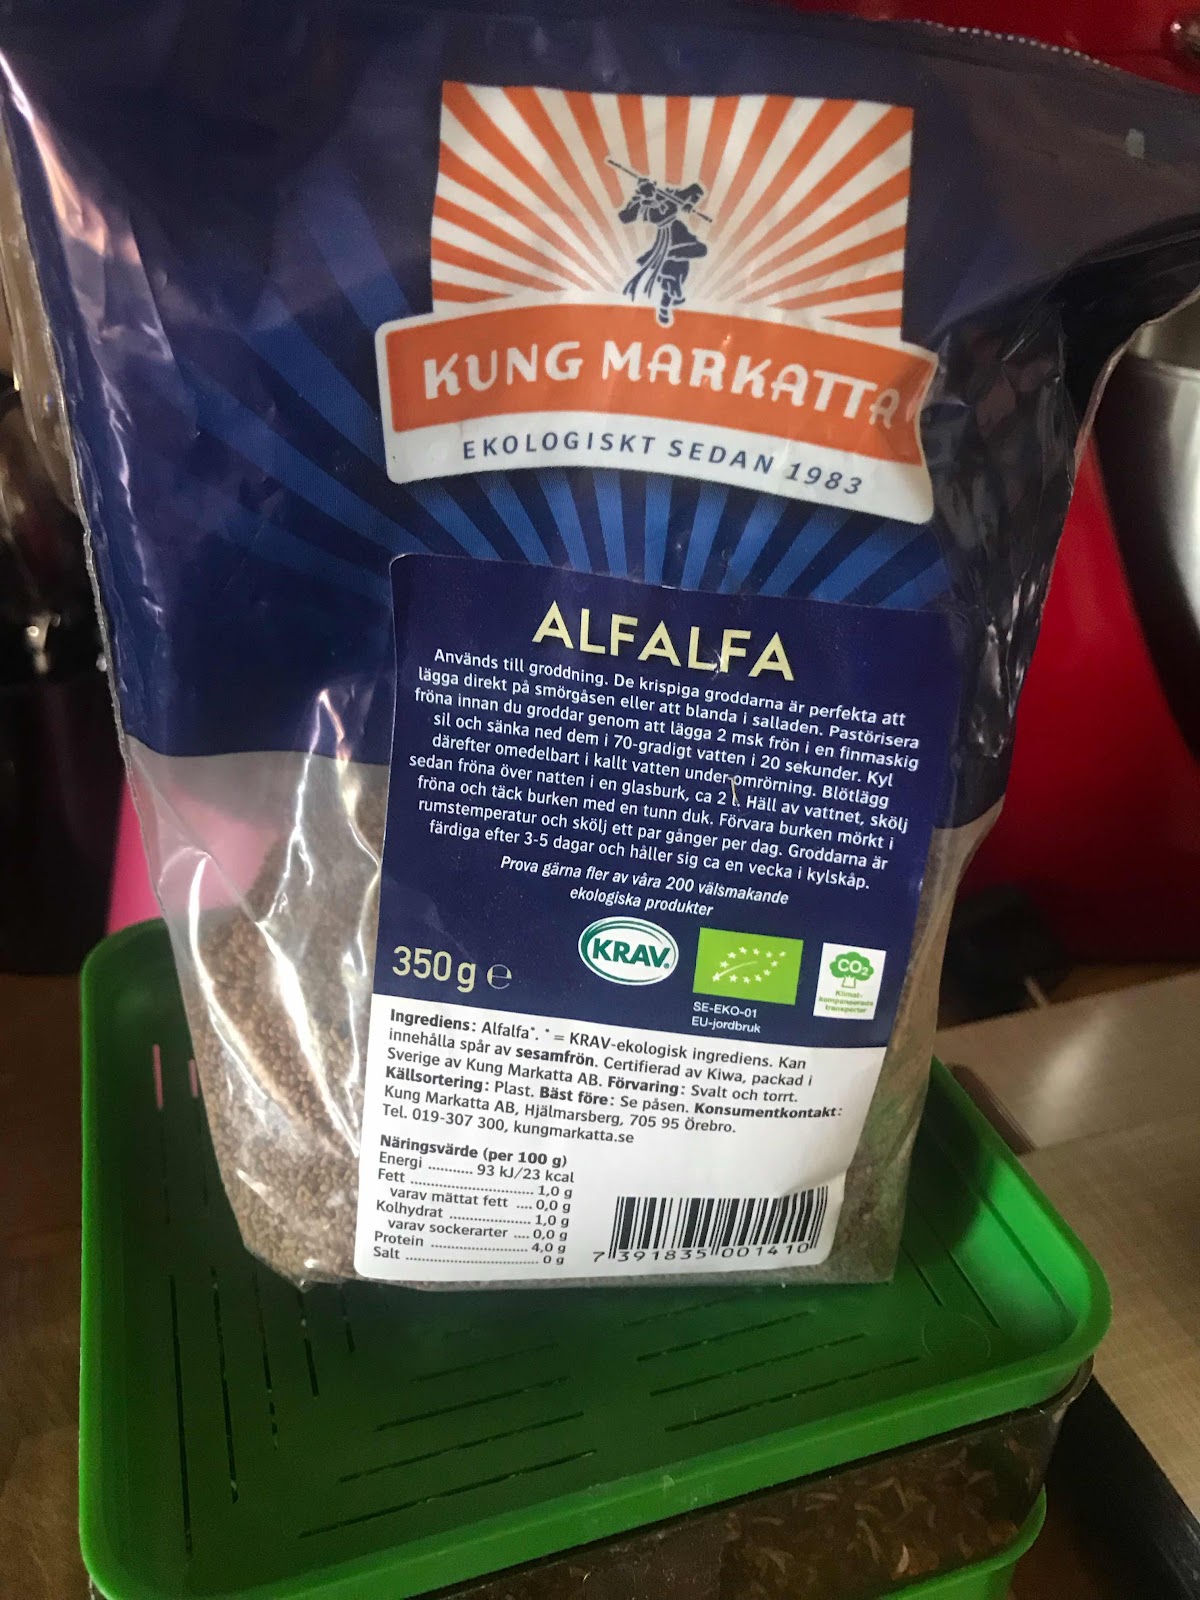 KUNG MARKATTA
EKOLOGISKT SEDAN 1983
ALFALFA
Används till groddning. De krispiga groddarna är perfekta att
lägga direkt på smörgåsen eller att blanda i salladen. Pastörisera
fröna innan du groddar genom att lägga 2 msk frön i en finmaskig
sil och sänka ned dem i 70-gradigt vatten i 20 sekunder. Kyl
därefter omedelbart i kallt vatten under omrörning. Blötlägg
sedan fröna över natten i en glasburk, ca 2 l. Häll av vattnet, skölj
fröna och täck burken med en tunn duk. Förvara burken mörkt i
rumstemperatur och skölj ett par gånger per dag. Groddarna är
färdiga efter 3-5 dagar och håller sig ca en vecka i kylskåp.
Prova gärna fler av våra 200 välsmakande
ekologiska produkter
350 g ℮
KRAV
SE-EKO-01
EU-jordbruk
CO₂
Klimat-
kompenserade
transporter
Ingrediens: Alfalfa*. * = KRAV-ekologisk ingrediens. Kan
innehålla spår av sesamfrön. Certifierad av Kiwa, packad i
Sverige av Kung Markatta AB. Förvaring: Svalt och torrt.
Källsortering: Plast. Bäst före: Se påsen. Konsumentkontakt:
Kung Markatta AB, Hjälmarsberg, 705 95 Örebro.
Tel. 019-307 300, kungmarkatta.se
Näringsvärde (per 100 g)
Energi ........... 93 kJ/23 kcal
Fett .............................. 1,0 g
varav mättat fett .... 0,0 g
Kolhydrat .................... 1,0 g
varav sockerarter .... 0,0 g
Protein ........................ 4,0 g
Salt ................................. 0 g
7 391835 001410